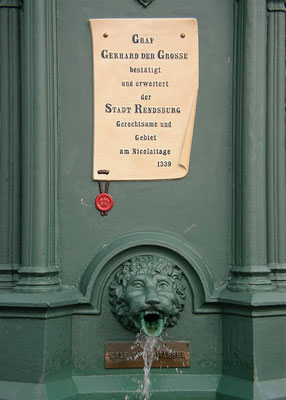 Graf
Gerhard der Grosse
bestätigt
und erweitert
der
Stadt Rendsburg
Gerechtsame und
Gebiet
am Nicolaitage
1339